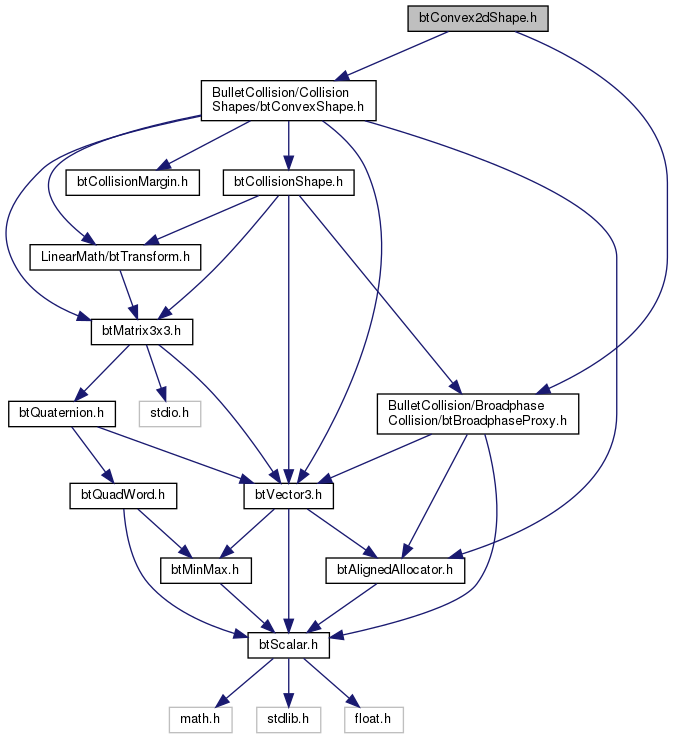 btConvex2dShape.h
BulletCollision/Collision
Shapes/btConvexShape.h
btCollisionMargin.h
btCollisionShape.h
LinearMath/btTransform.h
btMatrix3x3.h
btQuaternion.h
stdio.h
BulletCollision/Broadphase
Collision/btBroadphaseProxy.h
btQuadWord.h
btVector3.h
btMinMax.h
btAlignedAllocator.h
btScalar.h
math.h
stdlib.h
float.h